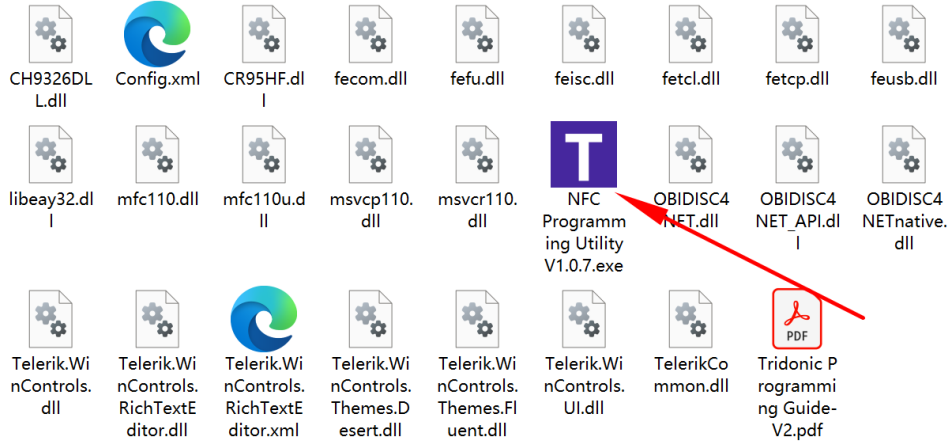 CH9326DL
L.dll
Config.xml
CR95HF.dl
l
fecom.dll
fefu.dll
feisc.dll
fetcl.dll
fetcp.dll
feusb.dll
libeay32.dl
l
mfc110.dll
mfc110u.d
ll
msvcp110.
dll
msvcr110.
dll
T
NFC
Programm
ing Utility
V1.0.7.exe
OBIDISC4
NET.dll
OBIDISC4
NET_API.dl
l
OBIDISC4
NETnative.
dll
Telerik.Wi
nControls.
dll
Telerik.Wi
nControls.
RichTextE
ditor.dll
Telerik.Wi
nControls.
RichTextE
ditor.xml
Telerik.Wi
nControls.
Themes.D
esert.dll
Telerik.Wi
nControls.
Themes.Fl
uent.dll
Telerik.Wi
nControls.
UI.dll
TelerikCo
mmon.dll
PDF
Tridonic P
rogrammi
ng Guide-
V2.pdf